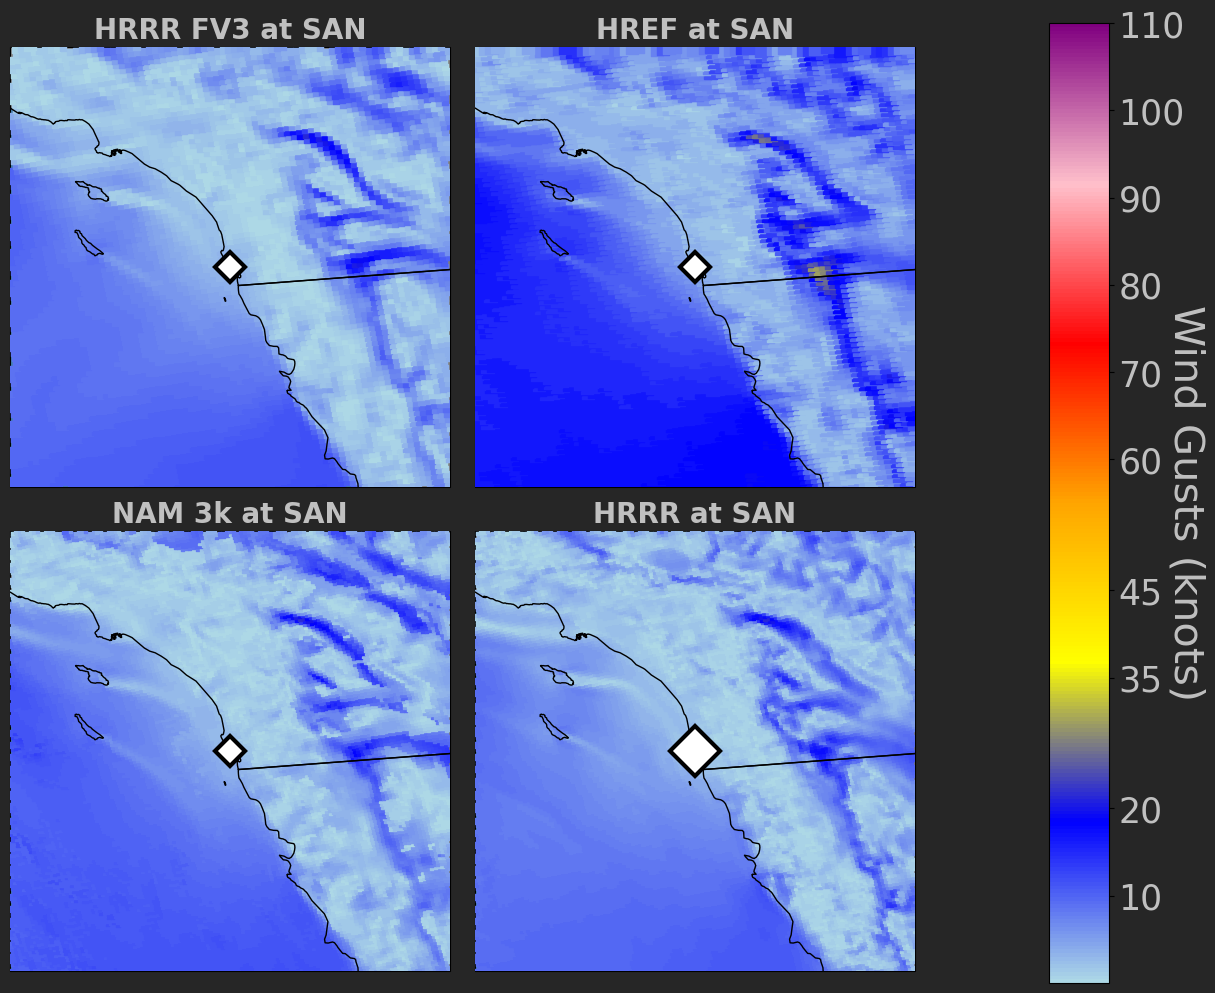 HRRR FV3 at SAN
HREF at SAN
NAM 3k at SAN
HRRR at SAN
110
100
90
80
70
60
45
35
20
10
Wind Gusts (knots)